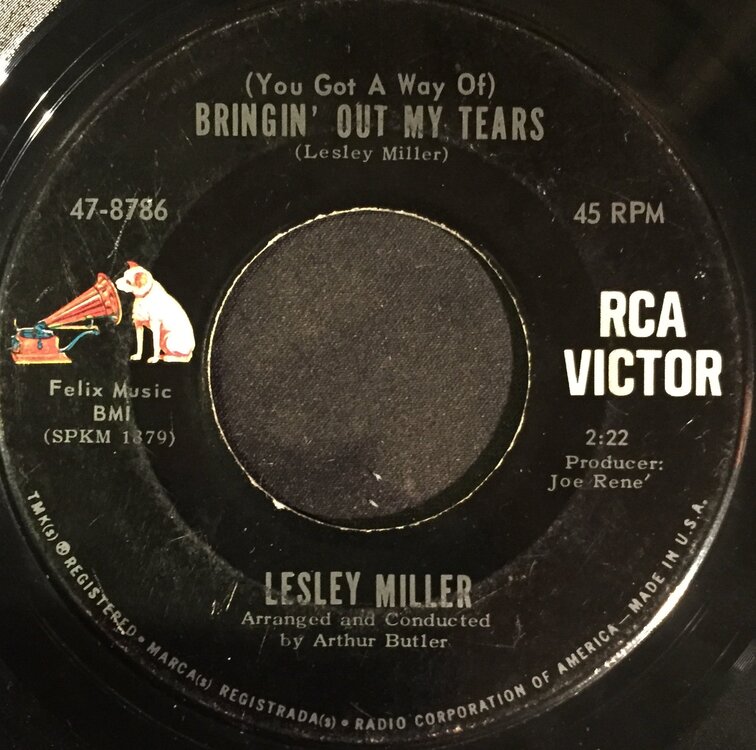 (You Got A Way Of)
BRINGIN' OUT MY TEARS
(Lesley Miller)
47-8786
45 RPM
RCA
VICTOR
Felix Music
BMI
(SPKM 1379)
2:22
Producer:
Joe Rene'
LESLEY MILLER
Arranged and Conducted
by Arthur Butler
TMK(s) ® REGISTERED • MARCA(s) REGISTRADA(s) • RADIO CORPORATION OF AMERICA — MADE IN U.S.A.